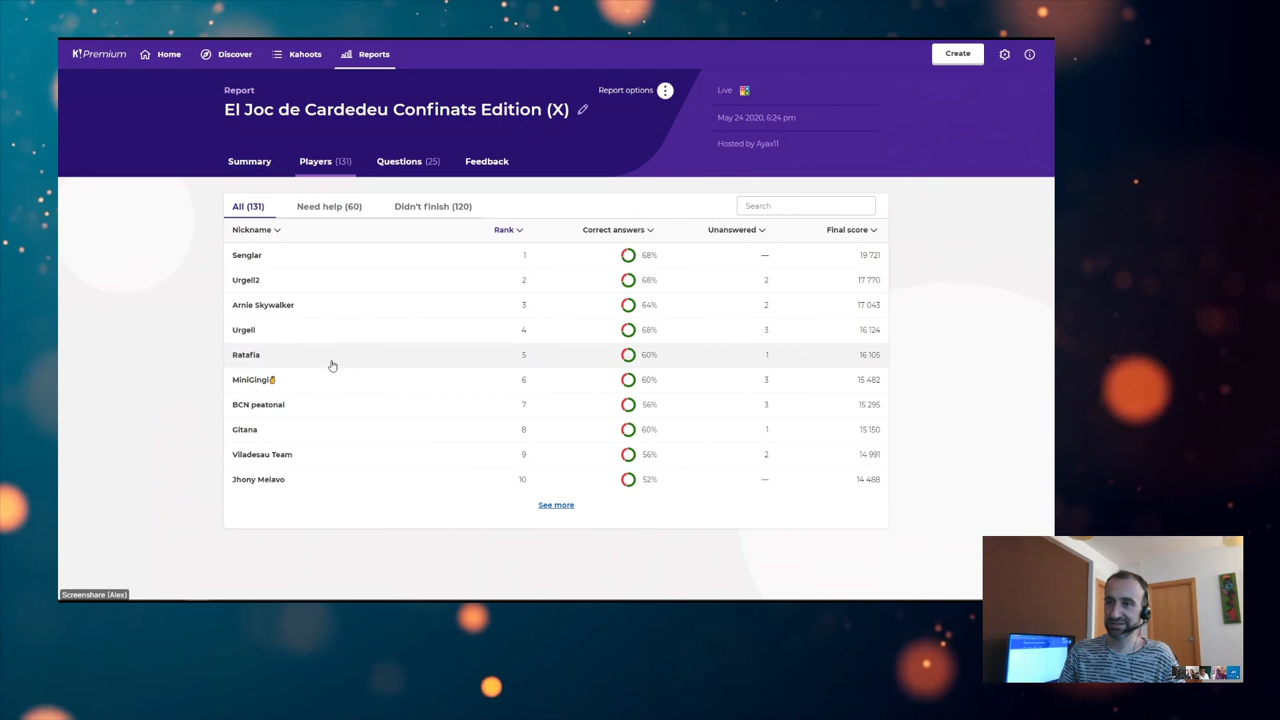 K! Premium Home Discover Kahoots Reports Create
Report
Report options
El Joc de Cardedeu Confinats Edition (X)
Live
May 24 2020, 6:24 pm
Hosted by Ayax11
Summary Players (131) Questions (25) Feedback
All (131) Need help (60) Didn't finish (120) Search
Nickname Rank Correct answers Unanswered Final score
Senglar 1 68% — 19 721
Urgell2 2 68% 2 17 770
Arnie Skywalker 3 64% 2 17 043
Urgell 4 68% 3 16 124
Ratafia 5 60% 1 16 105
MiniGingi 6 60% 3 15 482
BCN peatonal 7 56% 3 15 295
Gitana 8 60% 1 15 150
Viladesau Team 9 56% 2 14 991
Jhony Melavo 10 52% — 14 488
See more
Screenshare (Alex)